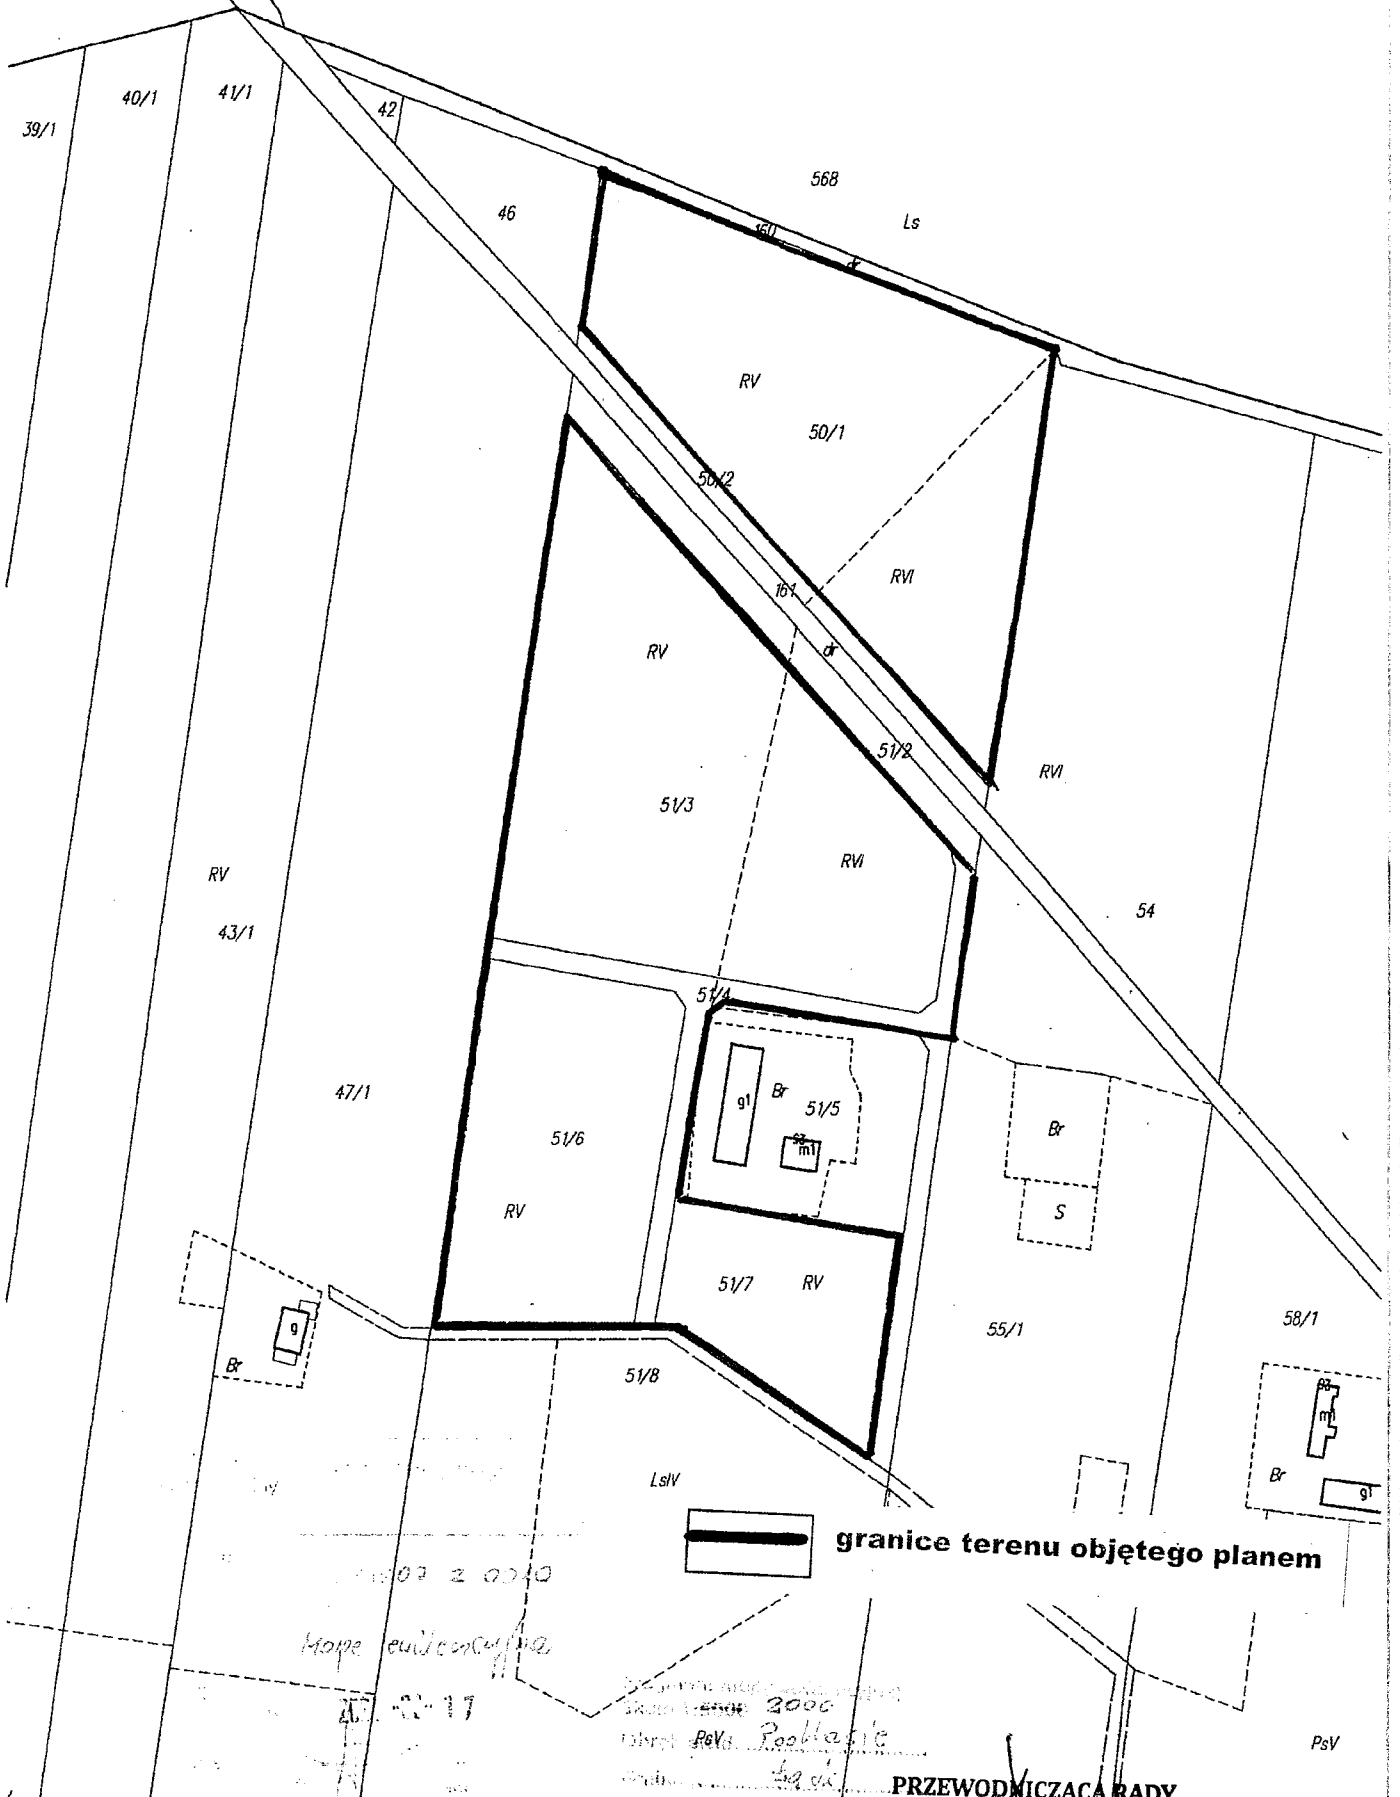 39/1
40/1
41/1
42
46
568
Ls
160
dr
RV
50/1
50/2
RVI
161
dr
RV
51/2
RVI
51/3
RVI
RV
43/1
54
51/4
47/1
51/6
g1
Br
51/5
m1
Br
S
RV
51/7
RV
55/1
58/1
g
Br
51/8
m1
Br
g1
LsIV
granice terenu objętego planem
2000
PsV
PsV
PRZEWODNICZĄCA RADY